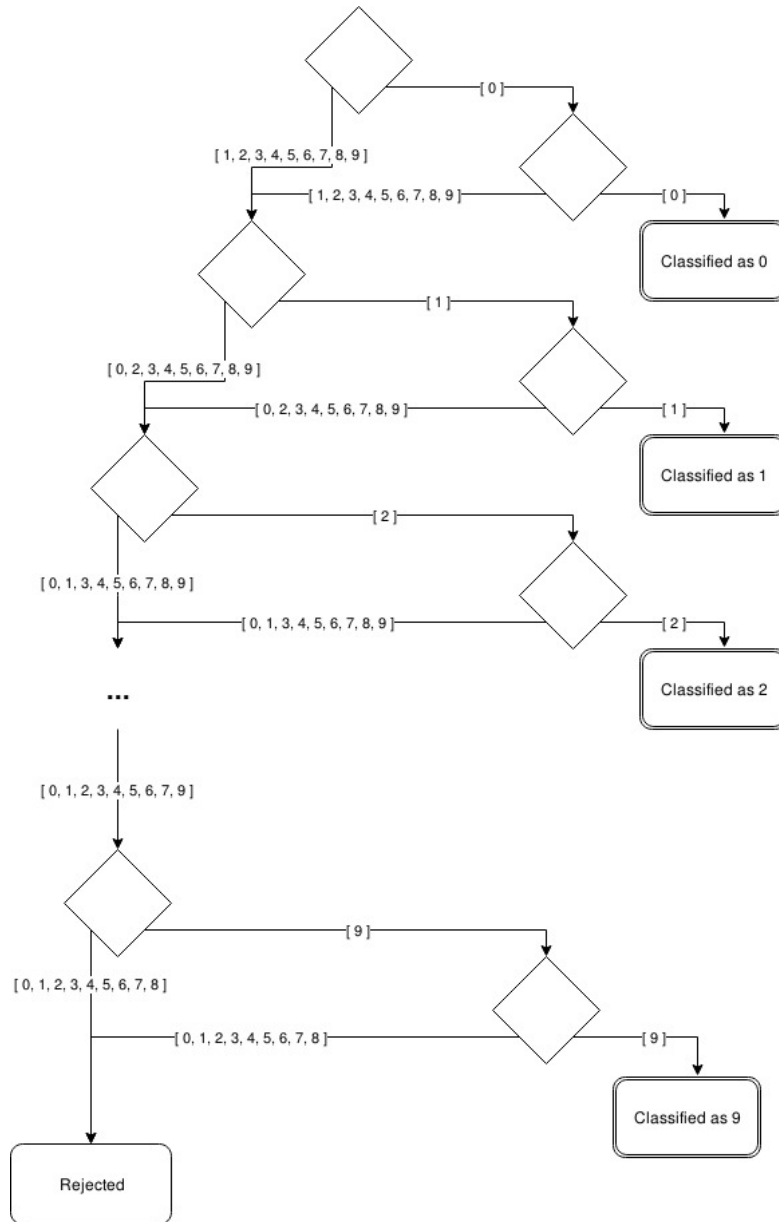 [ 0 ]
[ 1, 2, 3, 4, 5, 6, 7, 8, 9 ]
[ 1, 2, 3, 4, 5, 6, 7, 8, 9 ]
[ 0 ]
Classified as 0
[ 1 ]
[ 0, 2, 3, 4, 5, 6, 7, 8, 9 ]
[ 0, 2, 3, 4, 5, 6, 7, 8, 9 ]
[ 1 ]
Classified as 1
[ 2 ]
[ 0, 1, 3, 4, 5, 6, 7, 8, 9 ]
[ 0, 1, 3, 4, 5, 6, 7, 8, 9 ]
[ 2 ]
Classified as 2
...
[ 0, 1, 2, 3, 4, 5, 6, 7, 9 ]
[ 9 ]
[ 0, 1, 2, 3, 4, 5, 6, 7, 8 ]
[ 0, 1, 2, 3, 4, 5, 6, 7, 8 ]
[ 9 ]
Classified as 9
Rejected